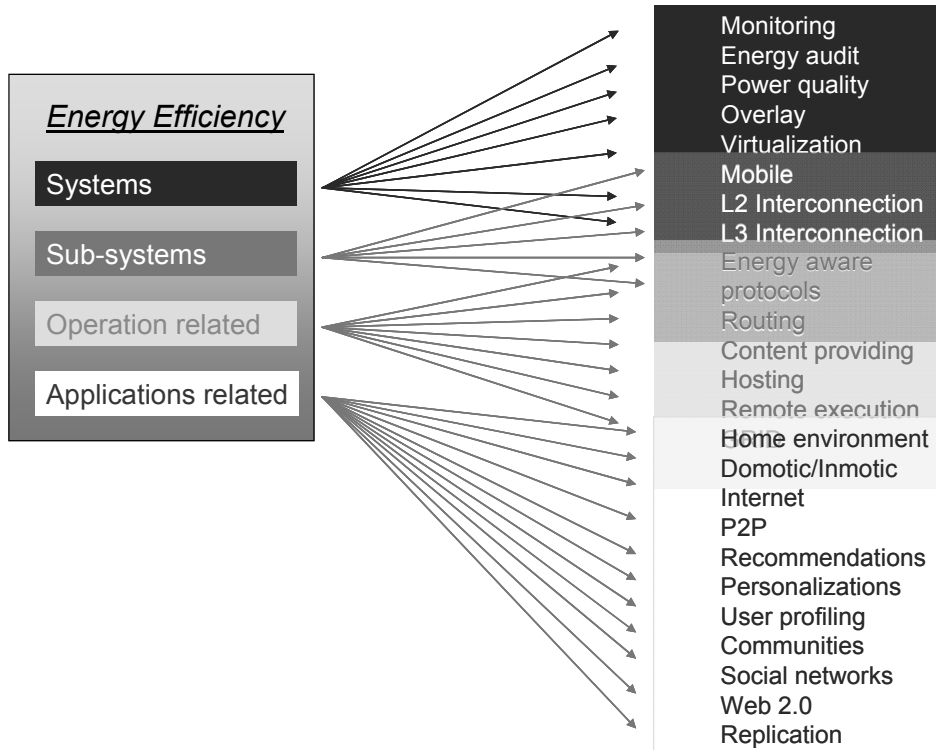 Energy Efficiency
Systems
Sub-systems
Operation related
Applications related
Monitoring
Energy audit
Power quality
Overlay
Virtualization
Mobile
L2 Interconnection
L3 Interconnection
Energy aware
protocols
Routing
Content providing
Hosting
Remote execution
Home environment
Domotic/Inmotic
Internet
P2P
Recommendations
Personalizations
User profiling
Communities
Social networks
Web 2.0
Replication